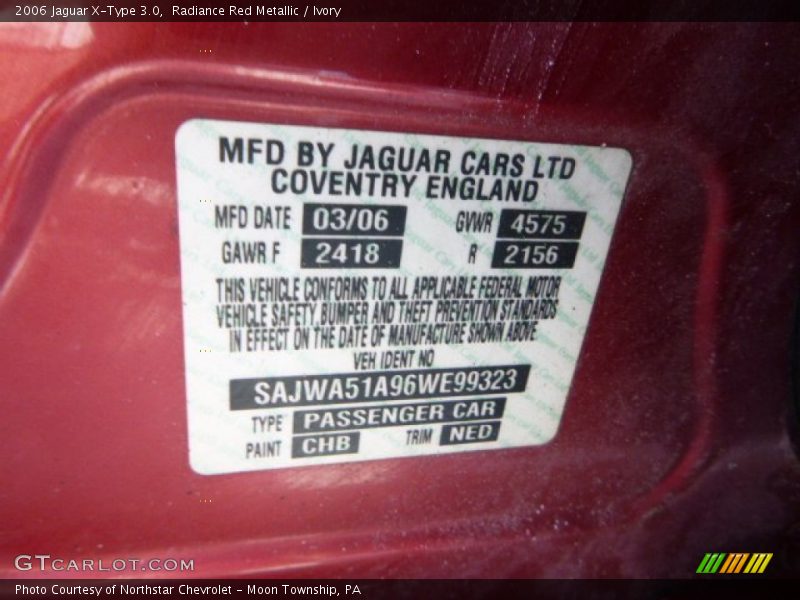 2006 Jaguar X-Type 3.0,  Radiance Red Metallic / Ivory
MFD BY JAGUAR CARS LTD
COVENTRY ENGLAND
MFD DATE 03/06 GVWR 4575
GAWR F 2418 R 2156
THIS VEHICLE CONFORMS TO ALL APPLICABLE FEDERAL MOTOR
VEHICLE SAFETY, BUMPER AND THEFT PREVENTION STANDARDS
IN EFFECT ON THE DATE OF MANUFACTURE SHOWN ABOVE
VEH IDENT NO
SAJWA51A96WE99323
TYPE PASSENGER CAR
PAINT CHB TRIM NED
GTCARLOT.COM
Photo Courtesy of Northstar Chevrolet - Moon Township, PA